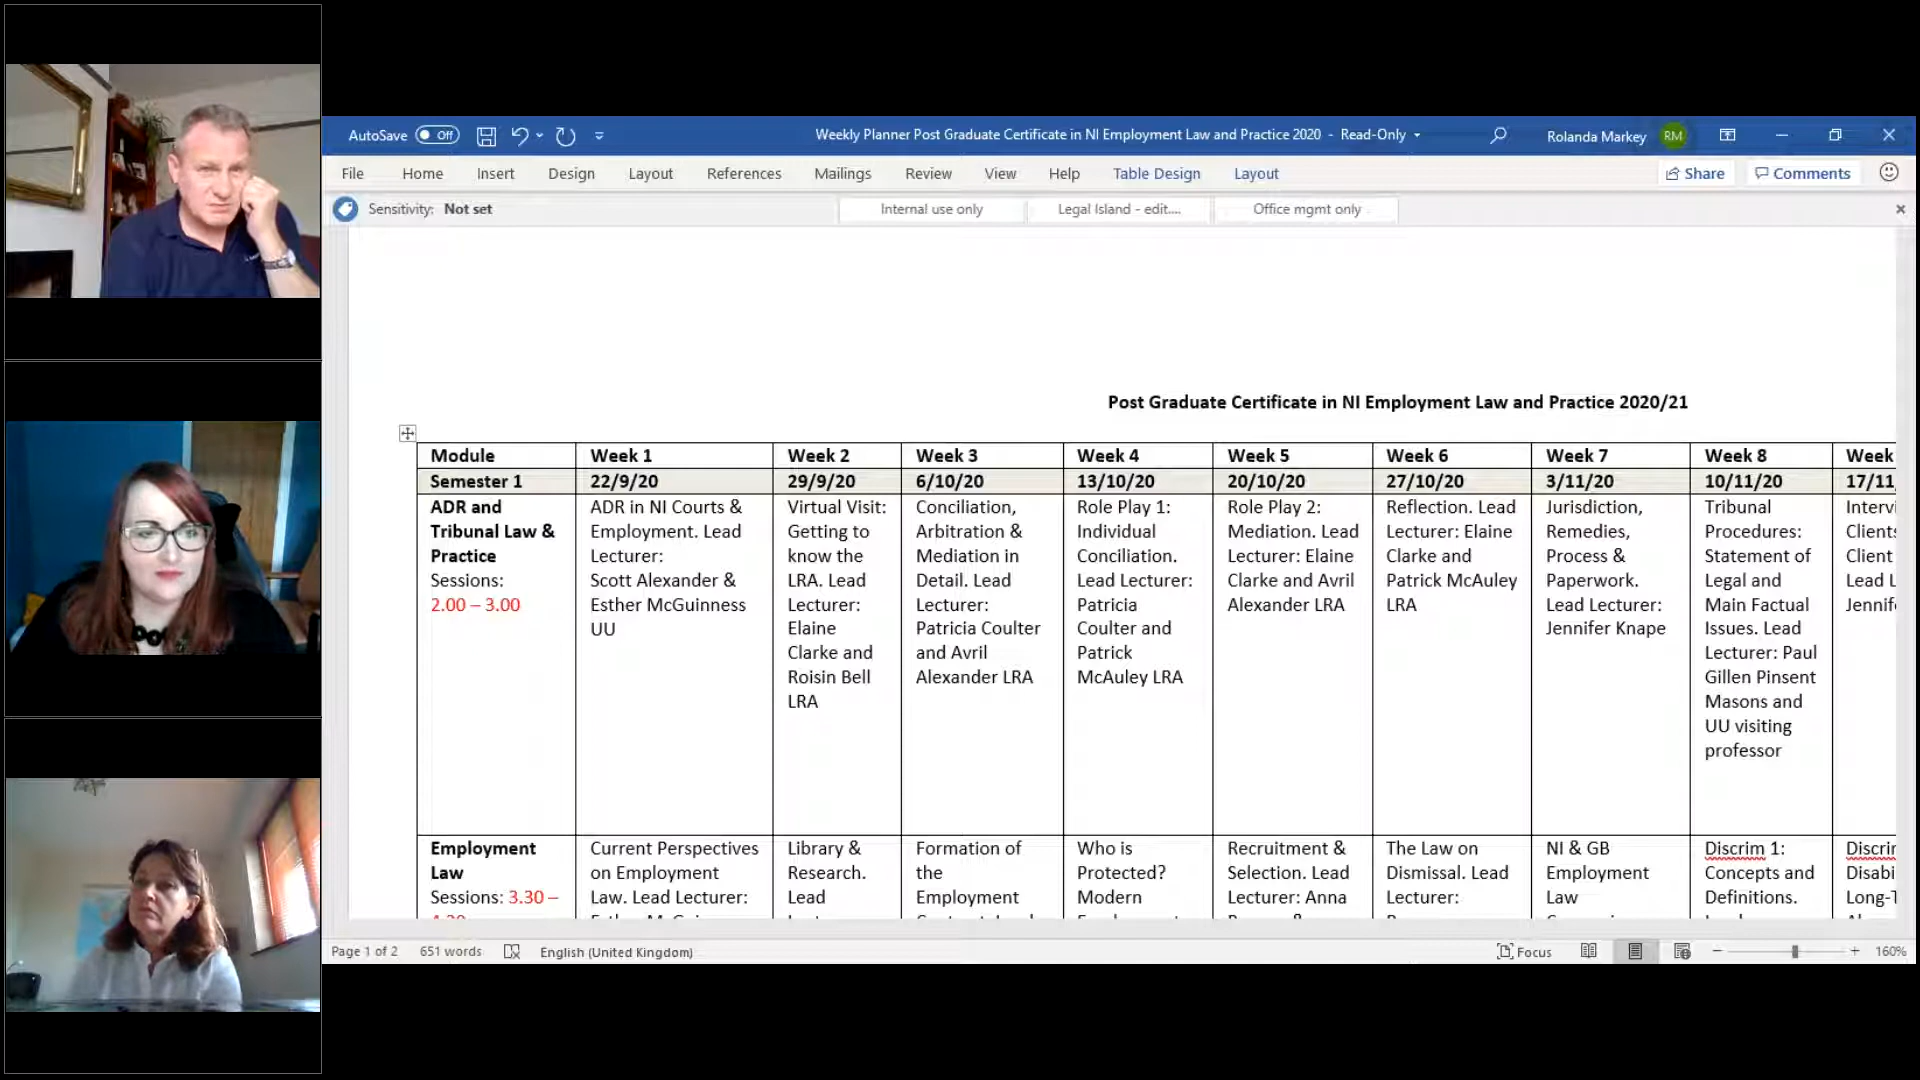 AutoSave Off
Weekly Planner Post Graduate Certificate in NI Employment Law and Practice 2020 - Read-Only
Rolanda Markey RM
File Home Insert Design Layout References Mailings Review View Help Table Design Layout Share Comments
Sensitivity: Not set Internal use only Legal Island - edit.... Office mgmt only
Post Graduate Certificate in NI Employment Law and Practice 2020/21
Module Week 1 Week 2 Week 3 Week 4 Week 5 Week 6 Week 7 Week 8 Week
Semester 1 22/9/20 29/9/20 6/10/20 13/10/20 20/10/20 27/10/20 3/11/20 10/11/20 17/11
ADR and
Tribunal Law &
Practice
Sessions:
2.00 – 3.00
ADR in NI Courts &
Employment. Lead
Lecturer:
Scott Alexander &
Esther McGuinness
UU
Virtual Visit:
Getting to
know the
LRA. Lead
Lecturer:
Elaine
Clarke and
Roisin Bell
LRA
Conciliation,
Arbitration &
Mediation in
Detail. Lead
Lecturer:
Patricia Coulter
and Avril
Alexander LRA
Role Play 1:
Individual
Conciliation.
Lead Lecturer:
Patricia
Coulter and
Patrick
McAuley LRA
Role Play 2:
Mediation. Lead
Lecturer: Elaine
Clarke and Avril
Alexander LRA
Reflection. Lead
Lecturer: Elaine
Clarke and
Patrick McAuley
LRA
Jurisdiction,
Remedies,
Process &
Paperwork.
Lead Lecturer:
Jennifer Knape
Tribunal
Procedures:
Statement of
Legal and
Main Factual
Issues. Lead
Lecturer: Paul
Gillen Pinsent
Masons and
UU visiting
professor
Interv
Clients
Client
Lead L
Jennif
Employment
Law
Sessions: 3.30 –
Current Perspectives
on Employment
Law. Lead Lecturer:
Library &
Research.
Lead
Formation of
the
Employment
Who is
Protected?
Modern
Recruitment &
Selection. Lead
Lecturer: Anna
The Law on
Dismissal. Lead
Lecturer:
NI & GB
Employment
Law
Discrim 1:
Concepts and
Definitions.
Discrir
Disabi
Long-T
Page 1 of 2 651 words English (United Kingdom) Focus 160%